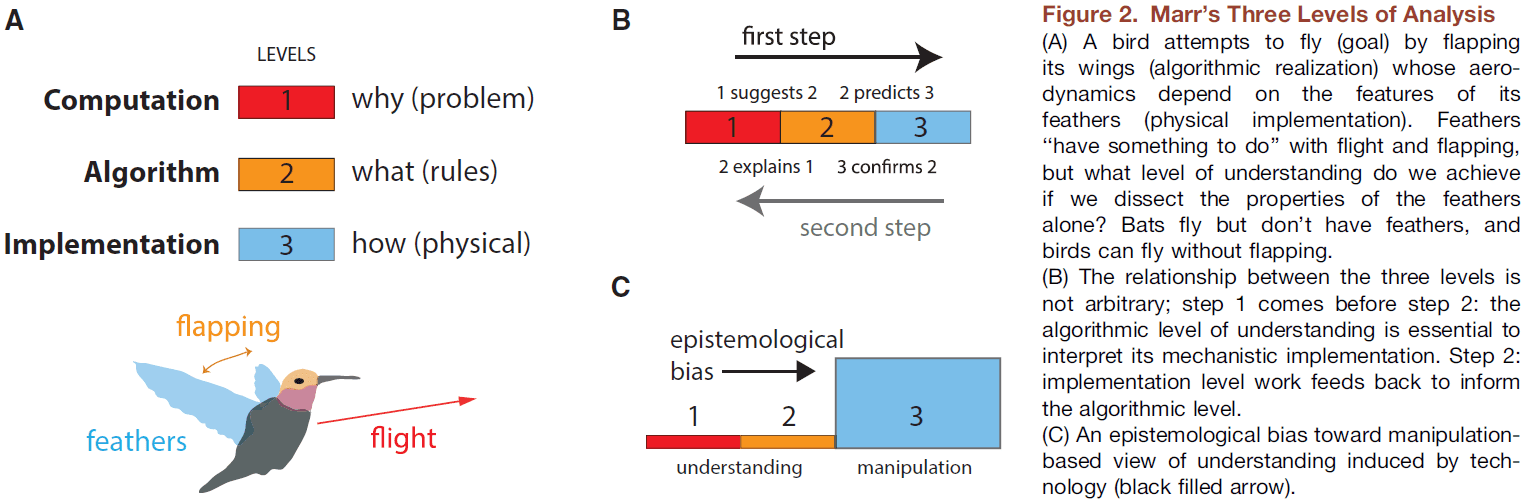 A
LEVELS
Computation 1 why (problem)
Algorithm 2 what (rules)
Implementation 3 how (physical)
flapping
feathers
flight
B
first step
1 suggests 2 2 predicts 3
1 2 3
2 explains 1 3 confirms 2
second step
C
epistemological
bias
1 2 3
understanding manipulation
Figure 2. Marr’s Three Levels of Analysis
(A) A bird attempts to fly (goal) by flapping
its wings (algorithmic realization) whose aero-
dynamics depend on the features of its
feathers (physical implementation). Feathers
‘‘have something to do’’ with flight and flapping,
but what level of understanding do we achieve
if we dissect the properties of the feathers
alone? Bats fly but don’t have feathers, and
birds can fly without flapping.
(B) The relationship between the three levels is
not arbitrary; step 1 comes before step 2: the
algorithmic level of understanding is essential to
interpret its mechanistic implementation. Step 2:
implementation level work feeds back to inform
the algorithmic level.
(C) An epistemological bias toward manipulation-
based view of understanding induced by tech-
nology (black filled arrow).